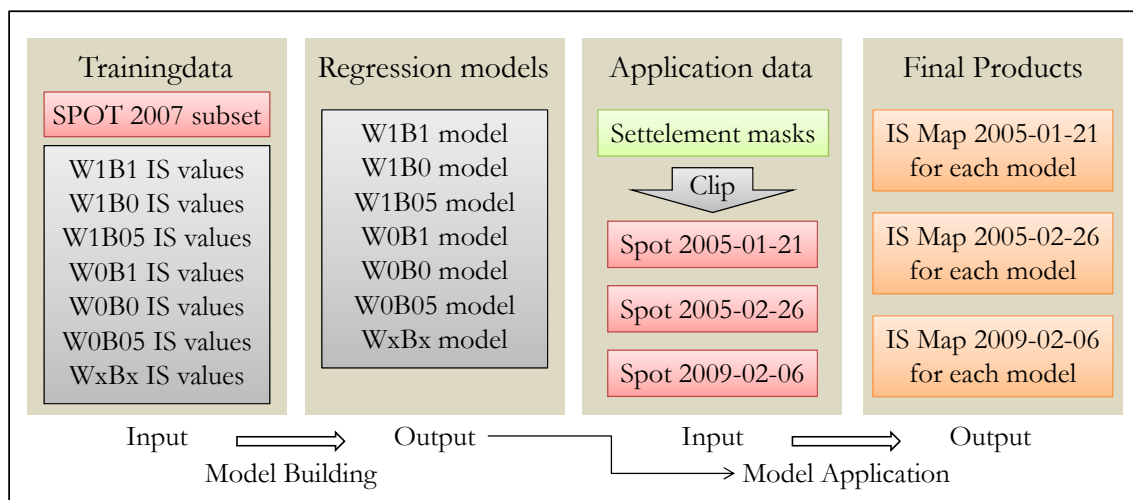 Trainingdata
SPOT 2007 subset
W1B1 IS values
W1B0 IS values
W1B05 IS values
W0B1 IS values
W0B0 IS values
W0B05 IS values
WxBx IS values
Regression models
W1B1 model
W1B0 model
W1B05 model
W0B1 model
W0B0 model
W0B05 model
WxBx model
Application data
Settelement masks
Clip
Spot 2005-01-21
Spot 2005-02-26
Spot 2009-02-06
Final Products
IS Map 2005-01-21
for each model
IS Map 2005-02-26
for each model
IS Map 2009-02-06
for each model
Input
Output
Input
Output
Model Building
Model Application